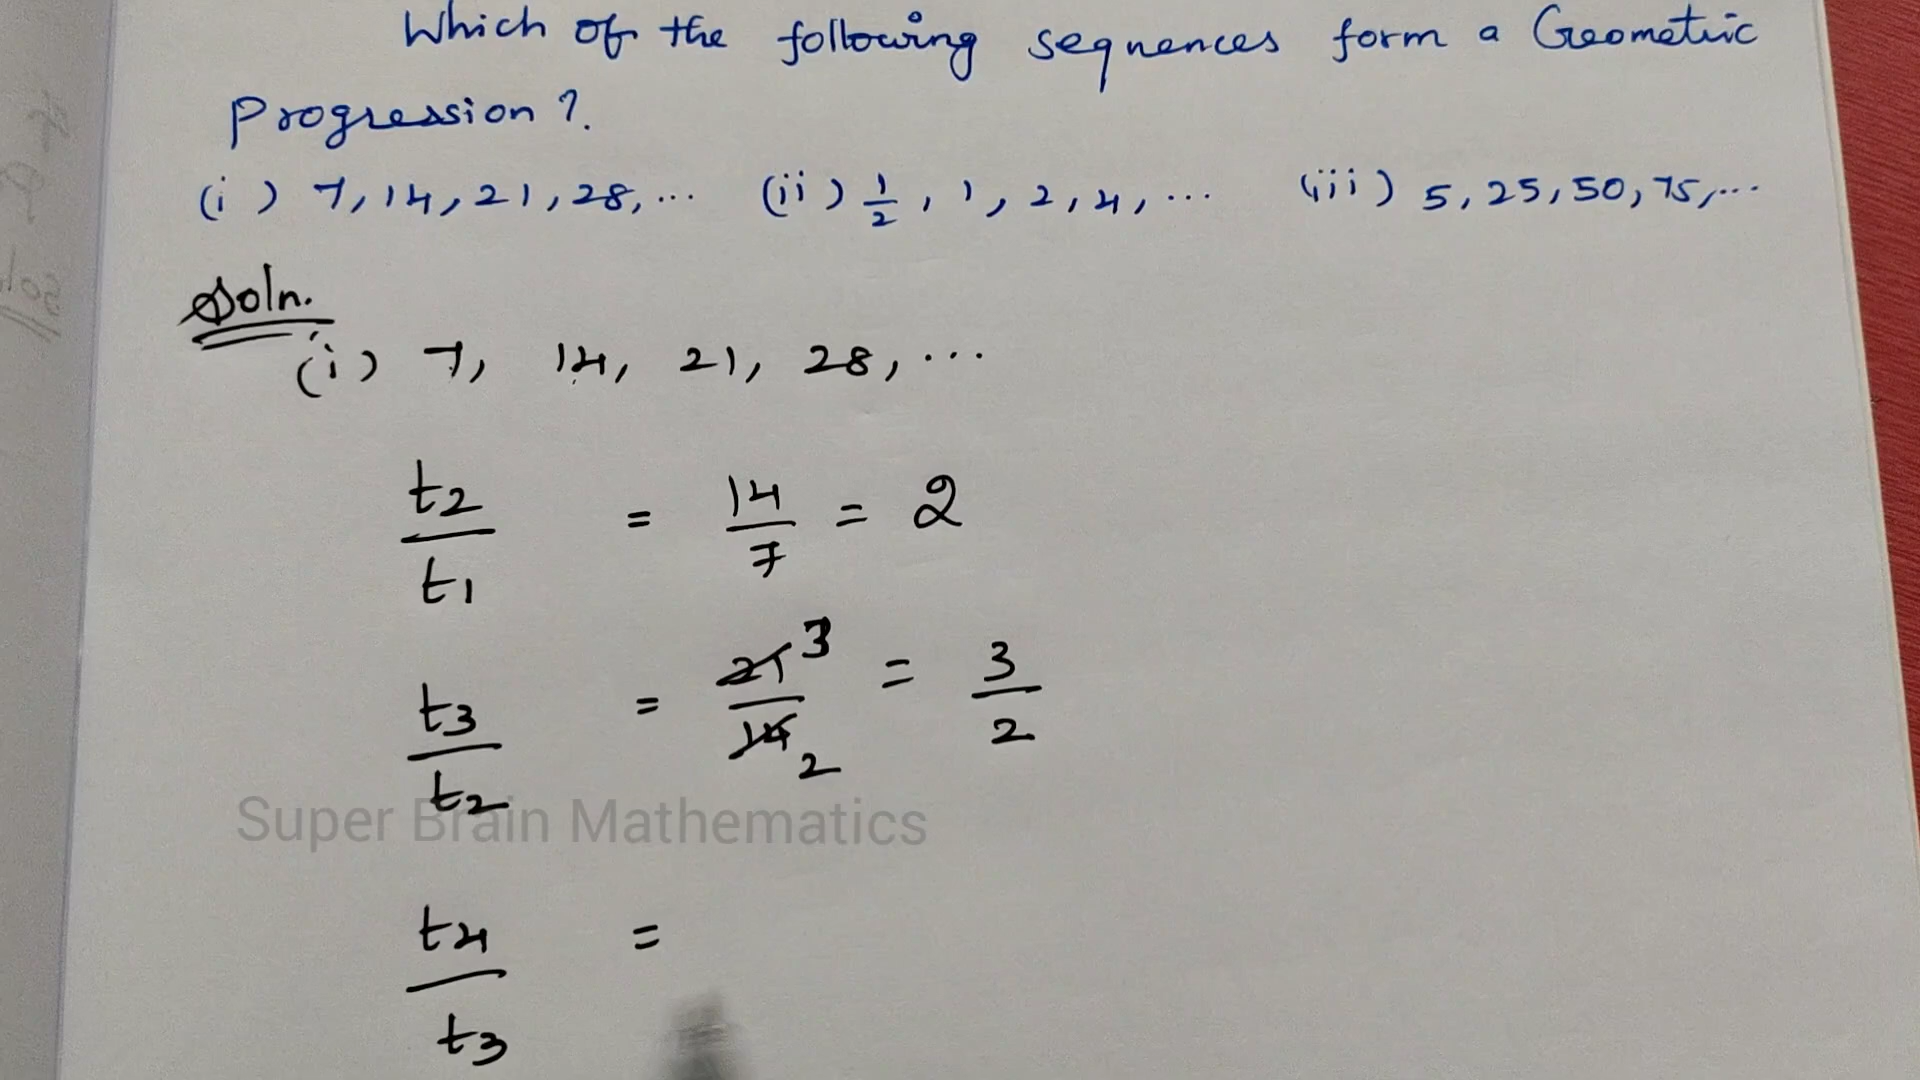 Which of the following sequences form a Geometric
Progression?.
(i) 7, 14, 21, 28, ... (ii) 1/2, 1, 2, 4, ... (iii) 5, 25, 50, 75, ...
Soln.
(i) 7, 14, 21, 28, ...
t2/t1 = 14/7 = 2
t3/t2 = 21 3/14 2 = 3/2
Super Brain Mathematics
t4/t3 =